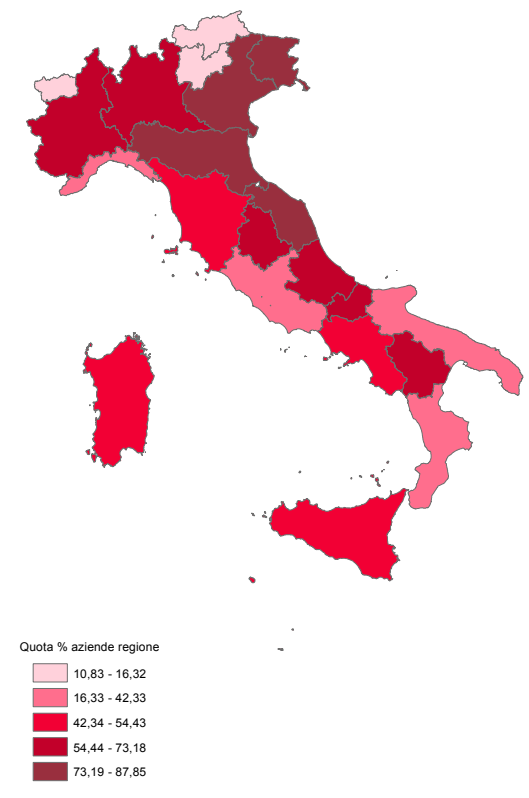 Quota % aziende regione
10,83 - 16,32
16,33 - 42,33
42,34 - 54,43
54,44 - 73,18
73,19 - 87,85